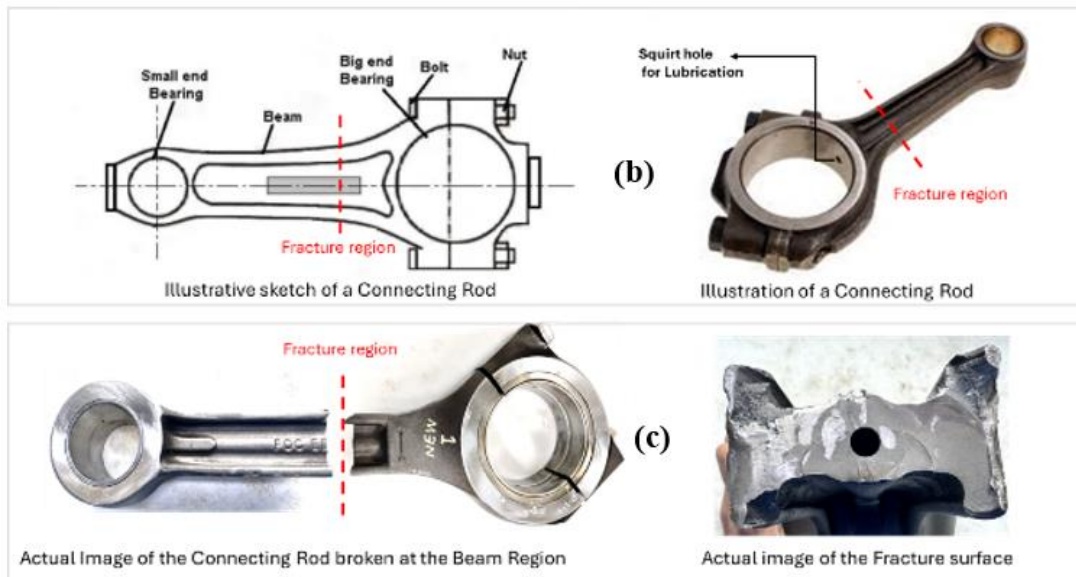 Small end
Bearing
Beam
Big end
Bearing
Bolt
Nut
Fracture region
Illustrative sketch of a Connecting Rod
(b)
Squirt hole
for Lubrication
Fracture region
Illustration of a Connecting Rod
Fracture region
1
NEW
(c)
Actual Image of the Connecting Rod broken at the Beam Region
Actual image of the Fracture surface